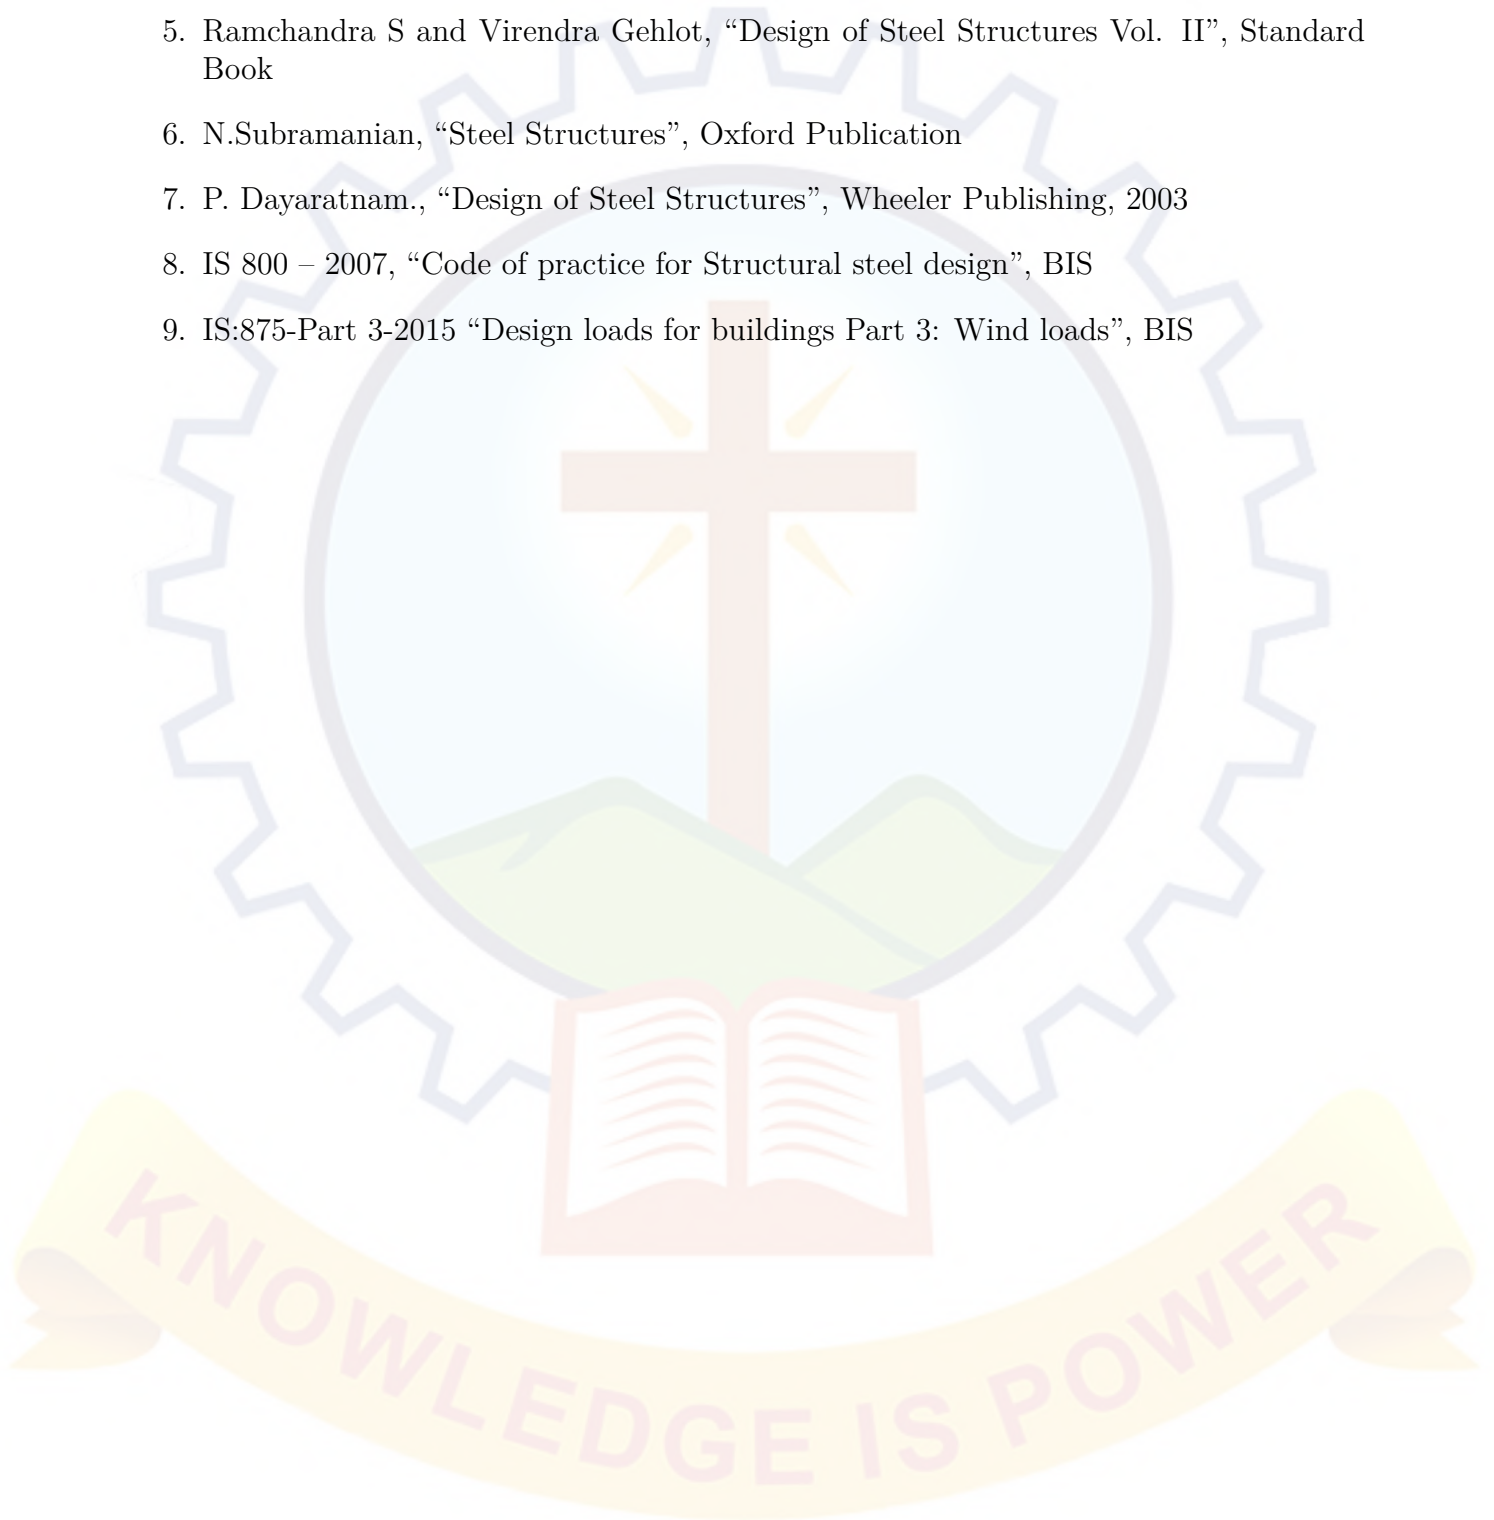 5. Ramchandra S and Virendra Gehlot, “Design of Steel Structures Vol. II”, Standard
Book
6. N.Subramanian, “Steel Structures”, Oxford Publication
7. P. Dayaratnam., “Design of Steel Structures”, Wheeler Publishing, 2003
8. IS 800 – 2007, “Code of practice for Structural steel design”, BIS
9. IS:875-Part 3-2015 “Design loads for buildings Part 3: Wind loads”, BIS
KNOWLEDGE IS POWER